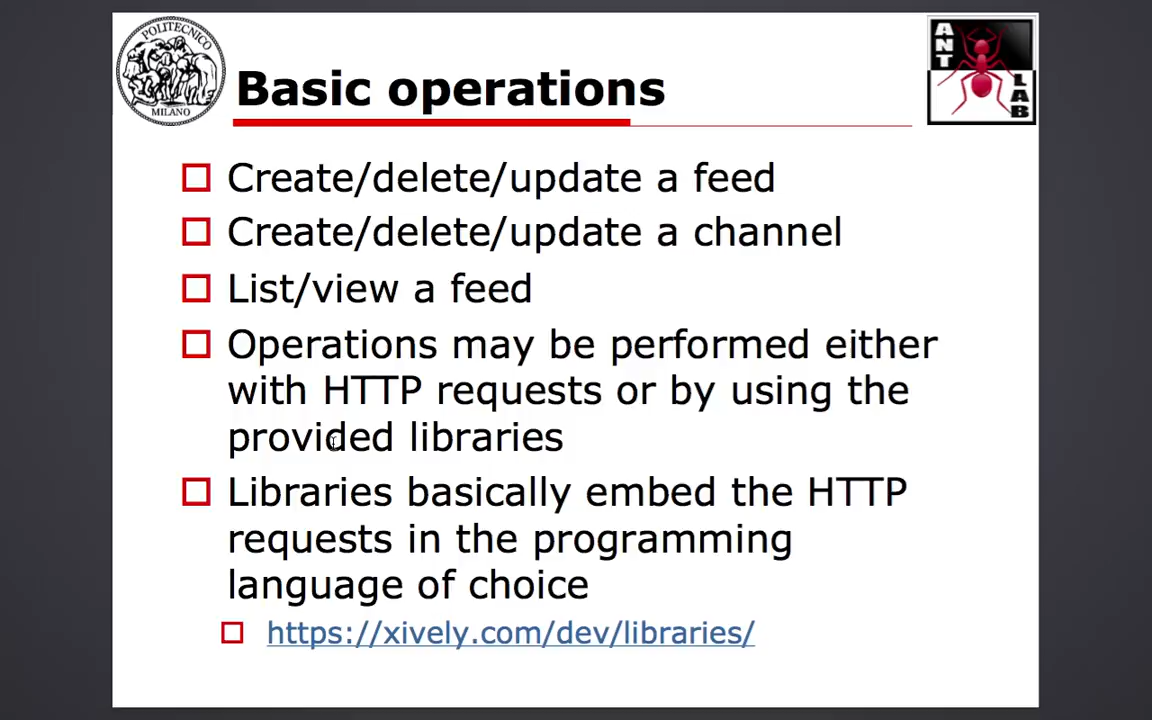 POLITECNICO
MILANO
Basic operations
ANT
LAB
Create/delete/update a feed
Create/delete/update a channel
List/view a feed
Operations may be performed either
with HTTP requests or by using the
provided libraries
Libraries basically embed the HTTP
requests in the programming
language of choice
https://xively.com/dev/libraries/